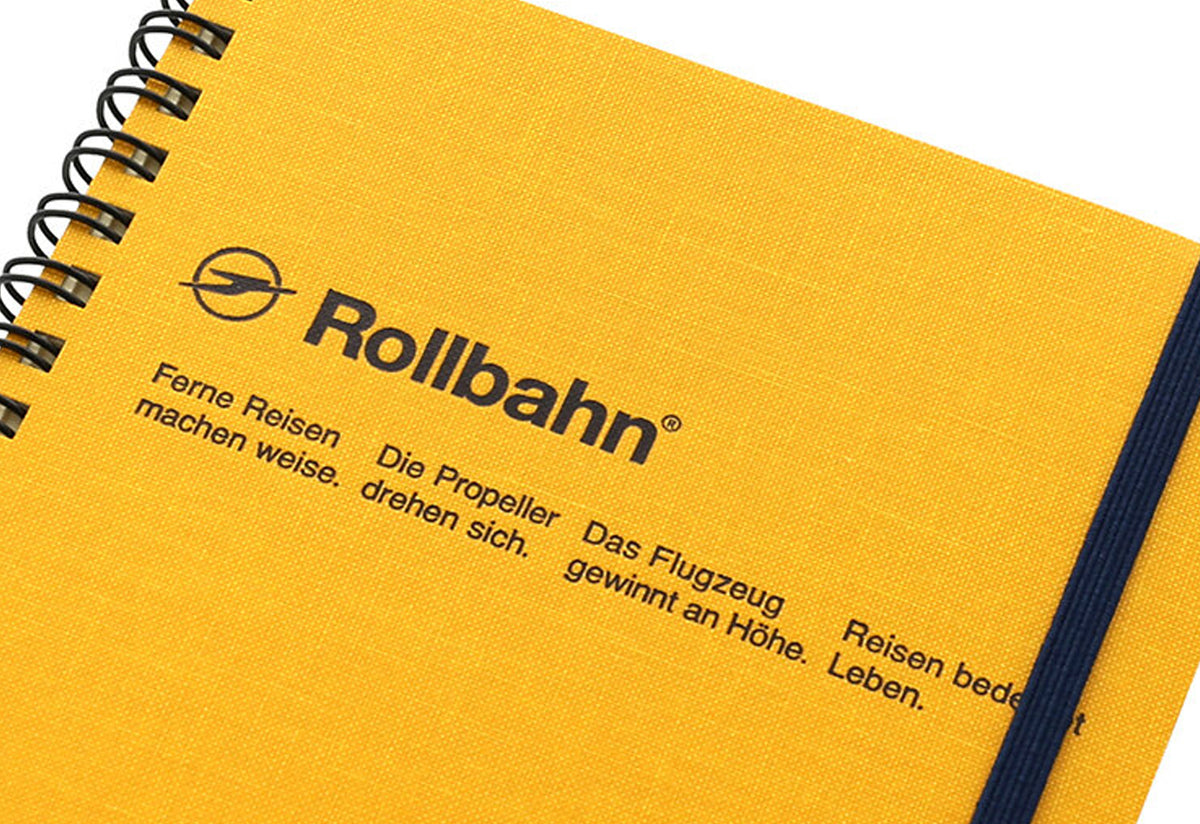 Rollbahn®
Ferne Reisen
machen weise.
Die Propeller
drehen sich.
Das Flugzeug
gewinnt an Höhe.
Reisen
Leben.